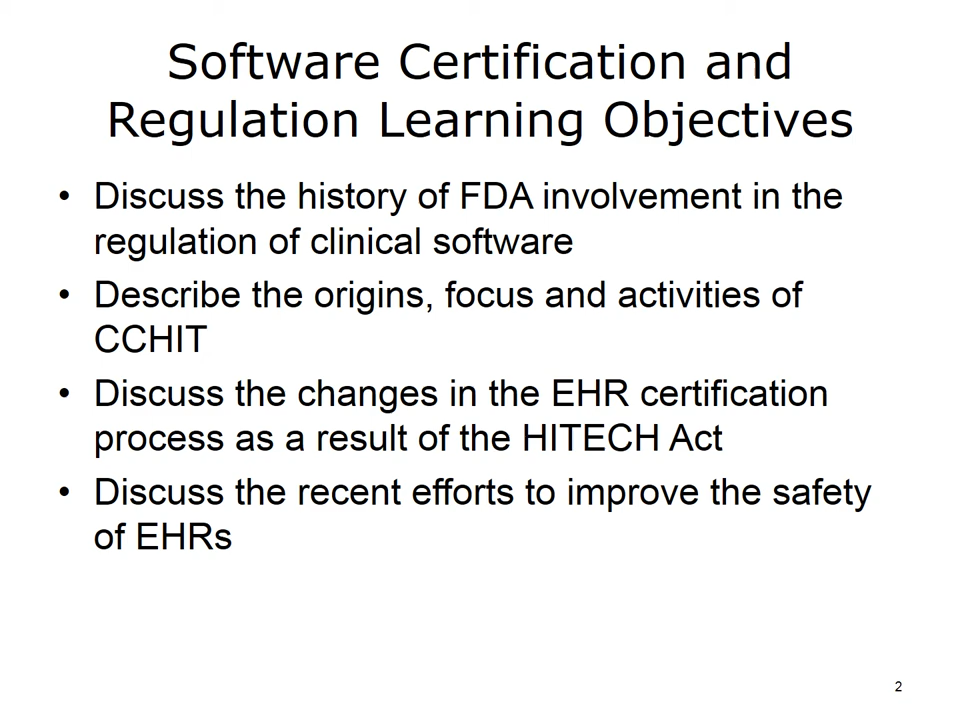 Software Certification and
Regulation Learning Objectives
• Discuss the history of FDA involvement in the
regulation of clinical software
• Describe the origins, focus and activities of
CCHIT
• Discuss the changes in the EHR certification
process as a result of the HITECH Act
• Discuss the recent efforts to improve the safety
of EHRs
2